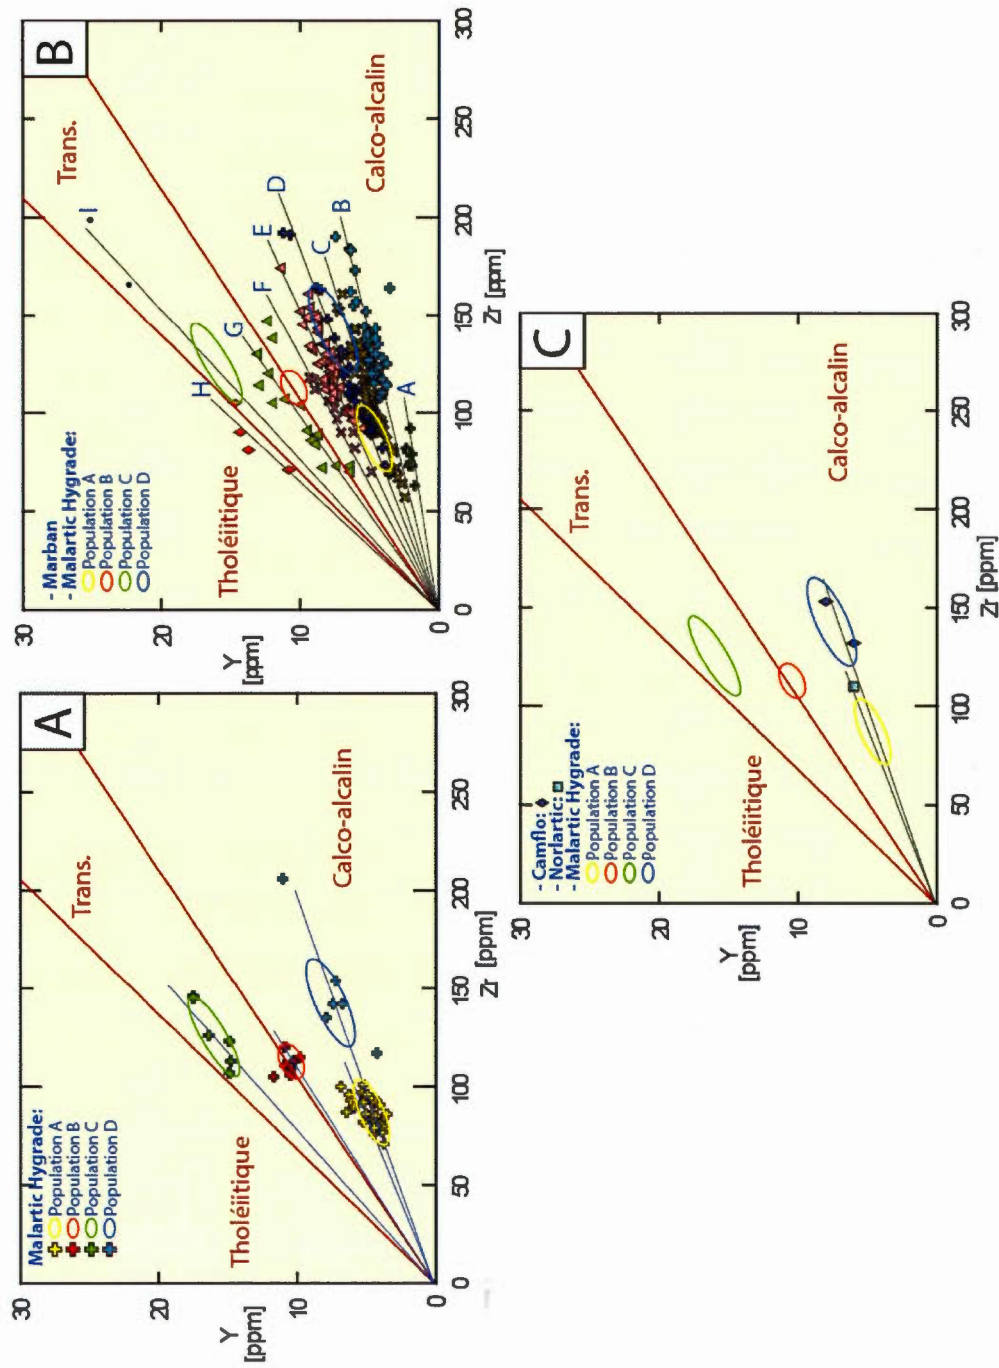 A
Malartic Hygrade:
Population A
Population B
Population C
Population D
Trans.
Tholéiitique
Calco-alcalin
30
20
10
0
Y
[ppm]
0
50
100
150
200
250
300
Zr [ppm]
B
- Marban
- Malartic Hygrade:
Population A
Population B
Population C
Population D
Trans.
Tholéiitique
Calco-alcalin
H
I
G
F
E
D
C
B
A
30
20
10
0
Y
[ppm]
0
50
100
150
200
250
300
Zr [ppm]
C
- Camflo:
- Norlartic:
- Malartic Hygrade:
Population A
Population B
Population C
Population D
Trans.
Tholéiitique
Calco-alcalin
30
20
10
0
Y
[ppm]
0
50
100
150
200
250
300
Zr [ppm]